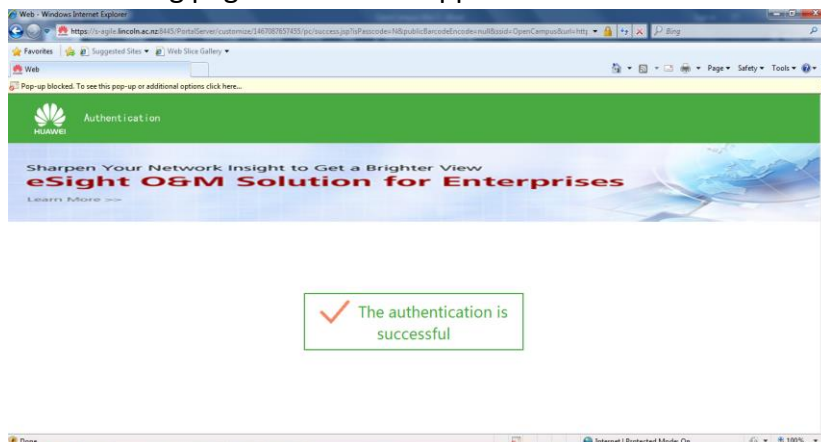 Web - Windows Internet Explorer
https://s-agile.lincoln.ac.nz:8445/PortalServer/customize/1467087657455/pc/success.jsp?isPasscode=N&publicBarcodeEncode=null&ssid=OpenCampus&url=http
Bing
Favorites Suggested Sites Web Slice Gallery
Web
Page Safety Tools
Pop-up blocked. To see this pop-up or additional options click here...
HUAWEI
Authentication
Sharpen Your Network Insight to Get a Brighter View
eSight O&M Solution for Enterprises
Learn More >>
The authentication is
successful
Done
Internet | Protected Mode: On
100%